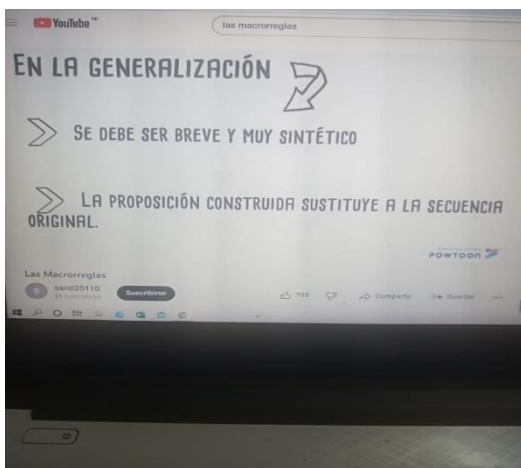 YouTube NI
las macrorreglas
EN LA GENERALIZACIÓN
SE DEBE SER BREVE Y MUY SINTÉTICO
LA PROPOSICIÓN CONSTRUIDA SUSTITUYE A LA SECUENCIA
ORIGINAL.
POWTOON
Las Macrorreglas
S
santi20110
Suscribirse
Compartir
Guardar